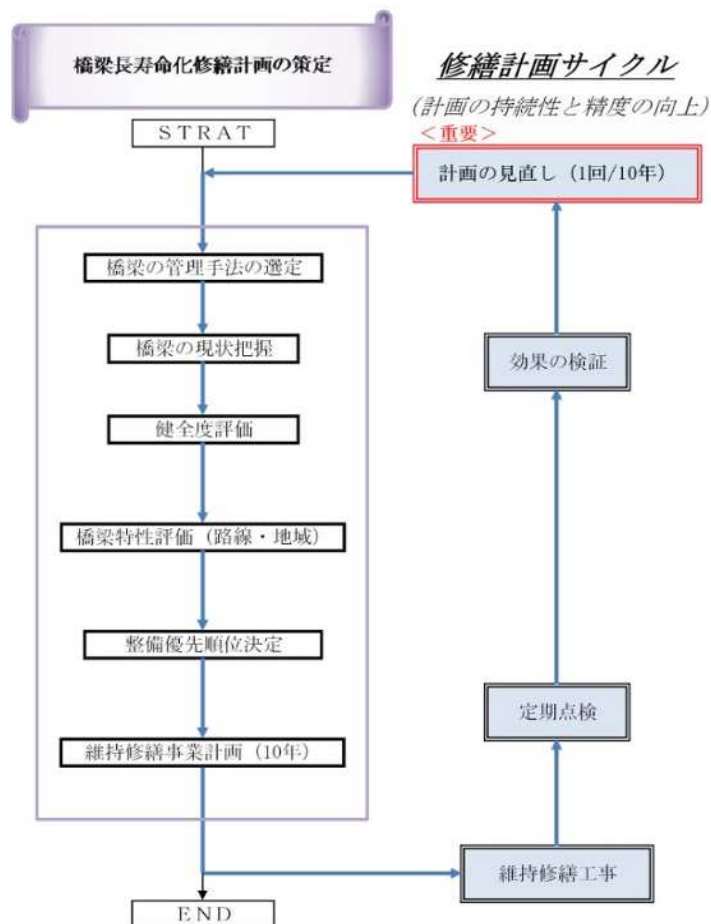 橋梁長寿命化修繕計画の策定
修繕計画サイクル
(計画の持続性と精度の向上)
<重要>
STRAT
計画の見直し（1回/10年）
橋梁の管理手法の選定
橋梁の現状把握
効果の検証
健全度評価
橋梁特性評価（路線・地域）
整備優先順位決定
定期点検
維持修繕事業計画（10年）
維持修繕工事
END